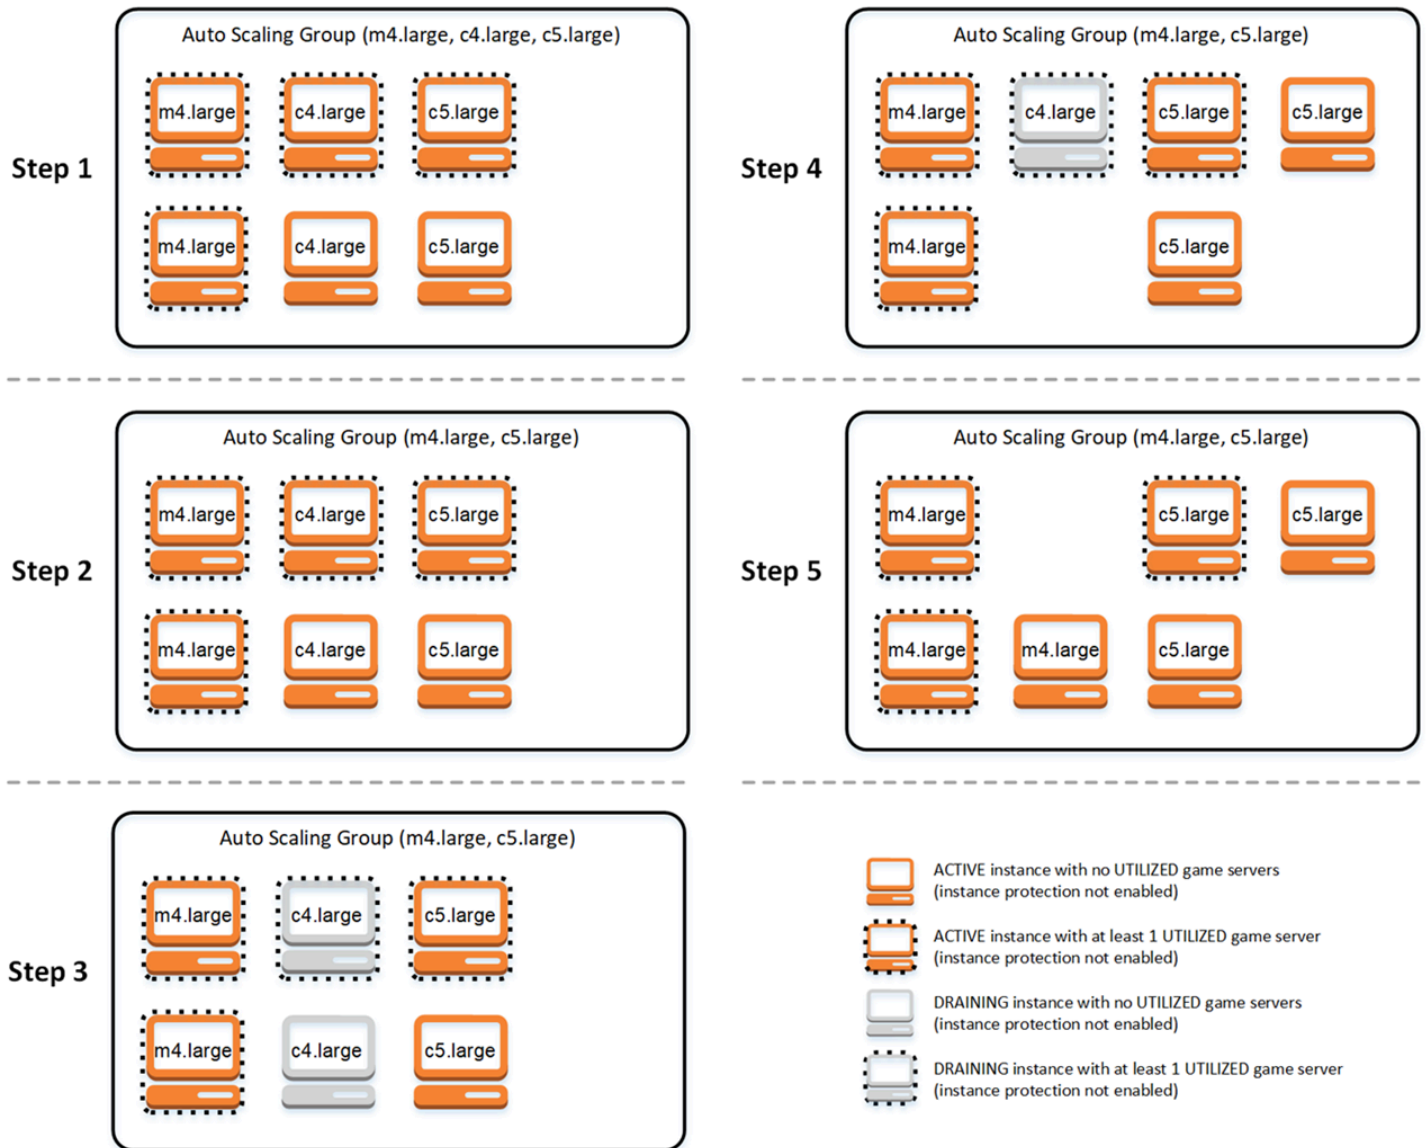 Auto Scaling Group (m4.large, c4.large, c5.large)
m4.large
c4.large
c5.large
Step 1
m4.large
c4.large
c5.large
Auto Scaling Group (m4.large, c5.large)
m4.large
c4.large
c5.large
Step 2
m4.large
c4.large
c5.large
Auto Scaling Group (m4.large, c5.large)
m4.large
c4.large
c5.large
Step 3
m4.large
c4.large
c5.large
Auto Scaling Group (m4.large, c5.large)
m4.large
c4.large
c5.large
c5.large
Step 4
m4.large
c5.large
Auto Scaling Group (m4.large, c5.large)
m4.large
c5.large
c5.large
Step 5
m4.large
m4.large
c5.large
ACTIVE instance with no UTILIZED game servers
(instance protection not enabled)
ACTIVE instance with at least 1 UTILIZED game server
(instance protection not enabled)
DRAINING instance with no UTILIZED game servers
(instance protection not enabled)
DRAINING instance with at least 1 UTILIZED game server
(instance protection not enabled)